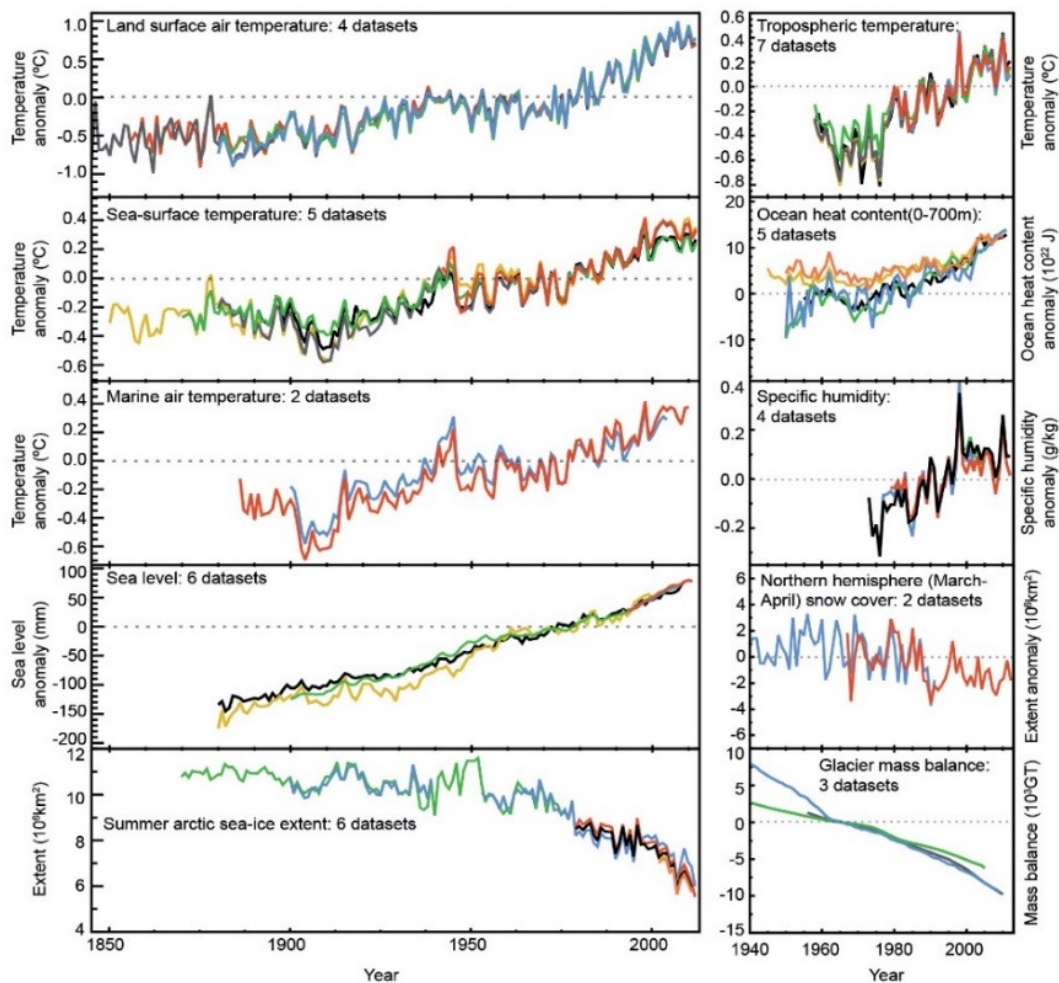 Land surface air temperature: 4 datasets
1.0
0.5
0.0
-0.5
-1.0
Temperature
anomaly (ºC)
Tropospheric temperature:
7 datasets
0.6
0.4
0.2
0.0
-0.2
-0.4
-0.6
-0.8
Temperature
anomaly (ºC)
Sea-surface temperature: 5 datasets
0.4
0.2
0.0
-0.2
-0.4
-0.6
Temperature
anomaly (ºC)
Ocean heat content(0-700m):
5 datasets
20
10
0
-10
Ocean heat content
anomaly (10²² J)
Marine air temperature: 2 datasets
0.4
0.2
0.0
-0.2
-0.4
-0.6
Temperature
anomaly (ºC)
Specific humidity:
4 datasets
0.4
0.2
0.0
-0.2
Specific humidity
anomaly (g/kg)
Sea level: 6 datasets
100
50
0
-50
-100
-150
-200
Sea level
anomaly (mm)
Northern hemisphere (March-
April) snow cover: 2 datasets
6
4
2
0
-2
-4
-6
Extent anomaly (10⁶km²)
Summer arctic sea-ice extent: 6 datasets
12
10
8
6
4
Extent (10⁶km²)
Glacier mass balance:
3 datasets
10
5
0
-5
-10
-15
Mass balance (10³GT)
1850 1900 1950 2000
Year
1940 1960 1980 2000
Year